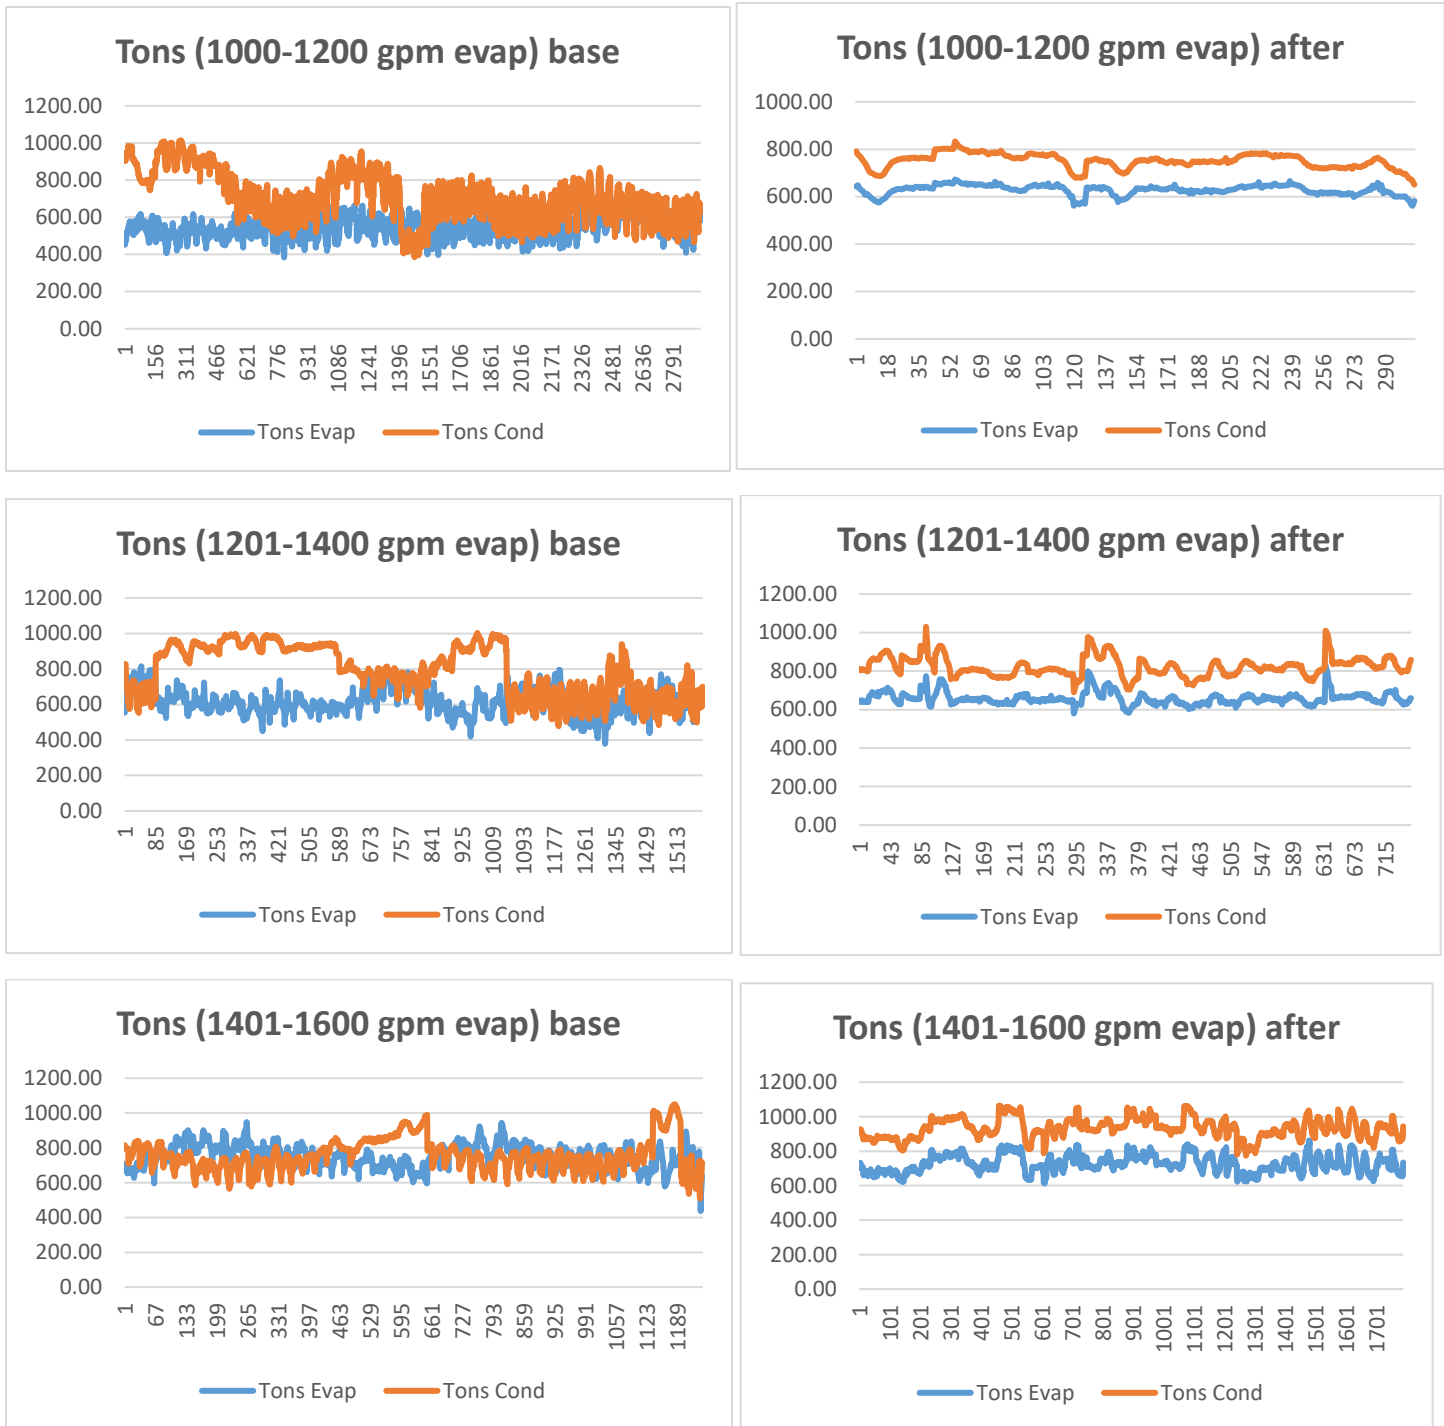 Tons (1000-1200 gpm evap) base
1200.00
1000.00
800.00
600.00
400.00
200.00
0.00
1 156 311 466 621 776 931 1086 1241 1396 1551 1706 1861 2016 2171 2326 2481 2636 2791
Tons Evap Tons Cond
Tons (1000-1200 gpm evap) after
1000.00
800.00
600.00
400.00
200.00
0.00
1 18 35 52 69 86 103 120 137 154 171 188 205 222 239 256 273 290
Tons Evap Tons Cond
Tons (1201-1400 gpm evap) base
1200.00
1000.00
800.00
600.00
400.00
200.00
0.00
1 85 169 253 337 421 505 589 673 757 841 925 1009 1093 1177 1261 1345 1429 1513
Tons Evap Tons Cond
Tons (1201-1400 gpm evap) after
1200.00
1000.00
800.00
600.00
400.00
200.00
0.00
1 43 85 127 169 211 253 295 337 379 421 463 505 547 589 631 673 715
Tons Evap Tons Cond
Tons (1401-1600 gpm evap) base
1200.00
1000.00
800.00
600.00
400.00
200.00
0.00
1 67 133 199 265 331 397 463 529 595 661 727 793 859 925 991 1057 1123 1189
Tons Evap Tons Cond
Tons (1401-1600 gpm evap) after
1200.00
1000.00
800.00
600.00
400.00
200.00
0.00
1 101 201 301 401 501 601 701 801 901 1001 1101 1201 1301 1401 1501 1601 1701
Tons Evap Tons Cond